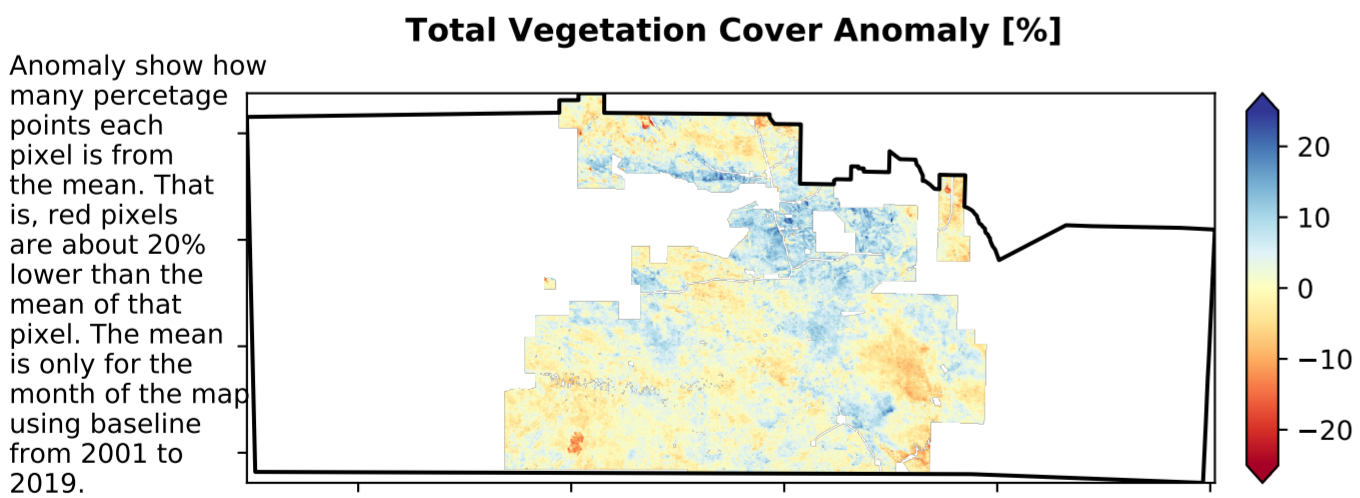 Total Vegetation Cover Anomaly [%]
Anomaly show how
many percetage
points each
pixel is from
the mean. That
is, red pixels
are about 20%
lower than the
mean of that
pixel. The mean
is only for the
month of the map
using baseline
from 2001 to
2019.
20
10
0
−10
−20